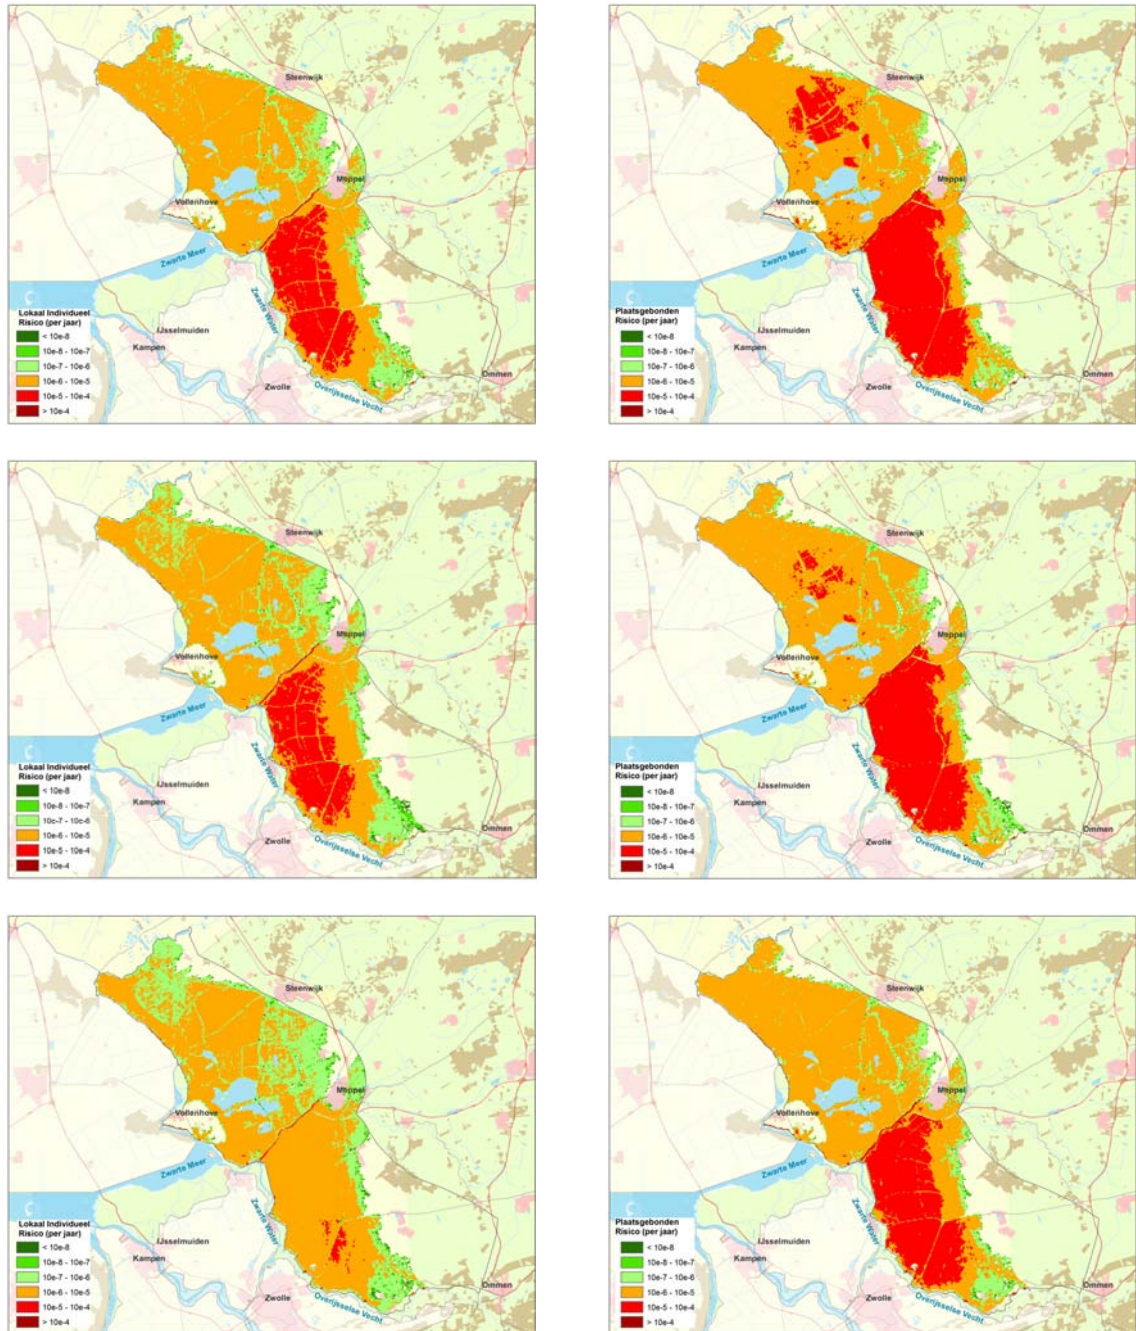 Steenwijk
Meppel
Vollenhove
Zwarte Meer
Zwarte Water
Lokaal Individueel
Risico (per jaar)
< 10e-8
10e-8 - 10e-7
10e-7 - 10e-6
10e-6 - 10e-5
10e-5 - 10e-4
> 10e-4
IJsselmuiden
Kampen
Zwolle
Ommen
Overijsselse Vecht
Steenwijk
Meppel
Vollenhove
Zwarte Meer
Zwarte Water
Plaatsgebonden
Risico (per jaar)
< 10e-8
10e-8 - 10e-7
10e-7 - 10e-6
10e-6 - 10e-5
10e-5 - 10e-4
> 10e-4
IJsselmuiden
Kampen
Zwolle
Ommen
Overijsselse Vecht
Steenwijk
Meppel
Vollenhove
Zwarte Meer
Zwarte Water
Lokaal Individueel
Risico (per jaar)
< 10e-8
10e-8 - 10e-7
10e-7 - 10e-6
10e-6 - 10e-5
10e-5 - 10e-4
> 10e-4
IJsselmuiden
Kampen
Zwolle
Ommen
Overijsselse Vecht
Steenwijk
Meppel
Vollenhove
Zwarte Meer
Zwarte Water
Plaatsgebonden
Risico (per jaar)
< 10e-8
10e-8 - 10e-7
10e-7 - 10e-6
10e-6 - 10e-5
10e-5 - 10e-4
> 10e-4
IJsselmuiden
Kampen
Zwolle
Ommen
Overijsselse Vecht
Steenwijk
Meppel
Vollenhove
Zwarte Meer
Zwarte Water
Lokaal Individueel
Risico (per jaar)
< 10e-8
10e-8 - 10e-7
10e-7 - 10e-6
10e-6 - 10e-5
10e-5 - 10e-4
> 10e-4
IJsselmuiden
Kampen
Zwolle
Ommen
Overijsselse Vecht
Steenwijk
Meppel
Vollenhove
Zwarte Meer
Zwarte Water
Plaatsgebonden
Risico (per jaar)
< 10e-8
10e-8 - 10e-7
10e-7 - 10e-6
10e-6 - 10e-5
10e-5 - 10e-4
> 10e-4
IJsselmuiden
Kampen
Zwolle
Ommen
Overijsselse Vecht